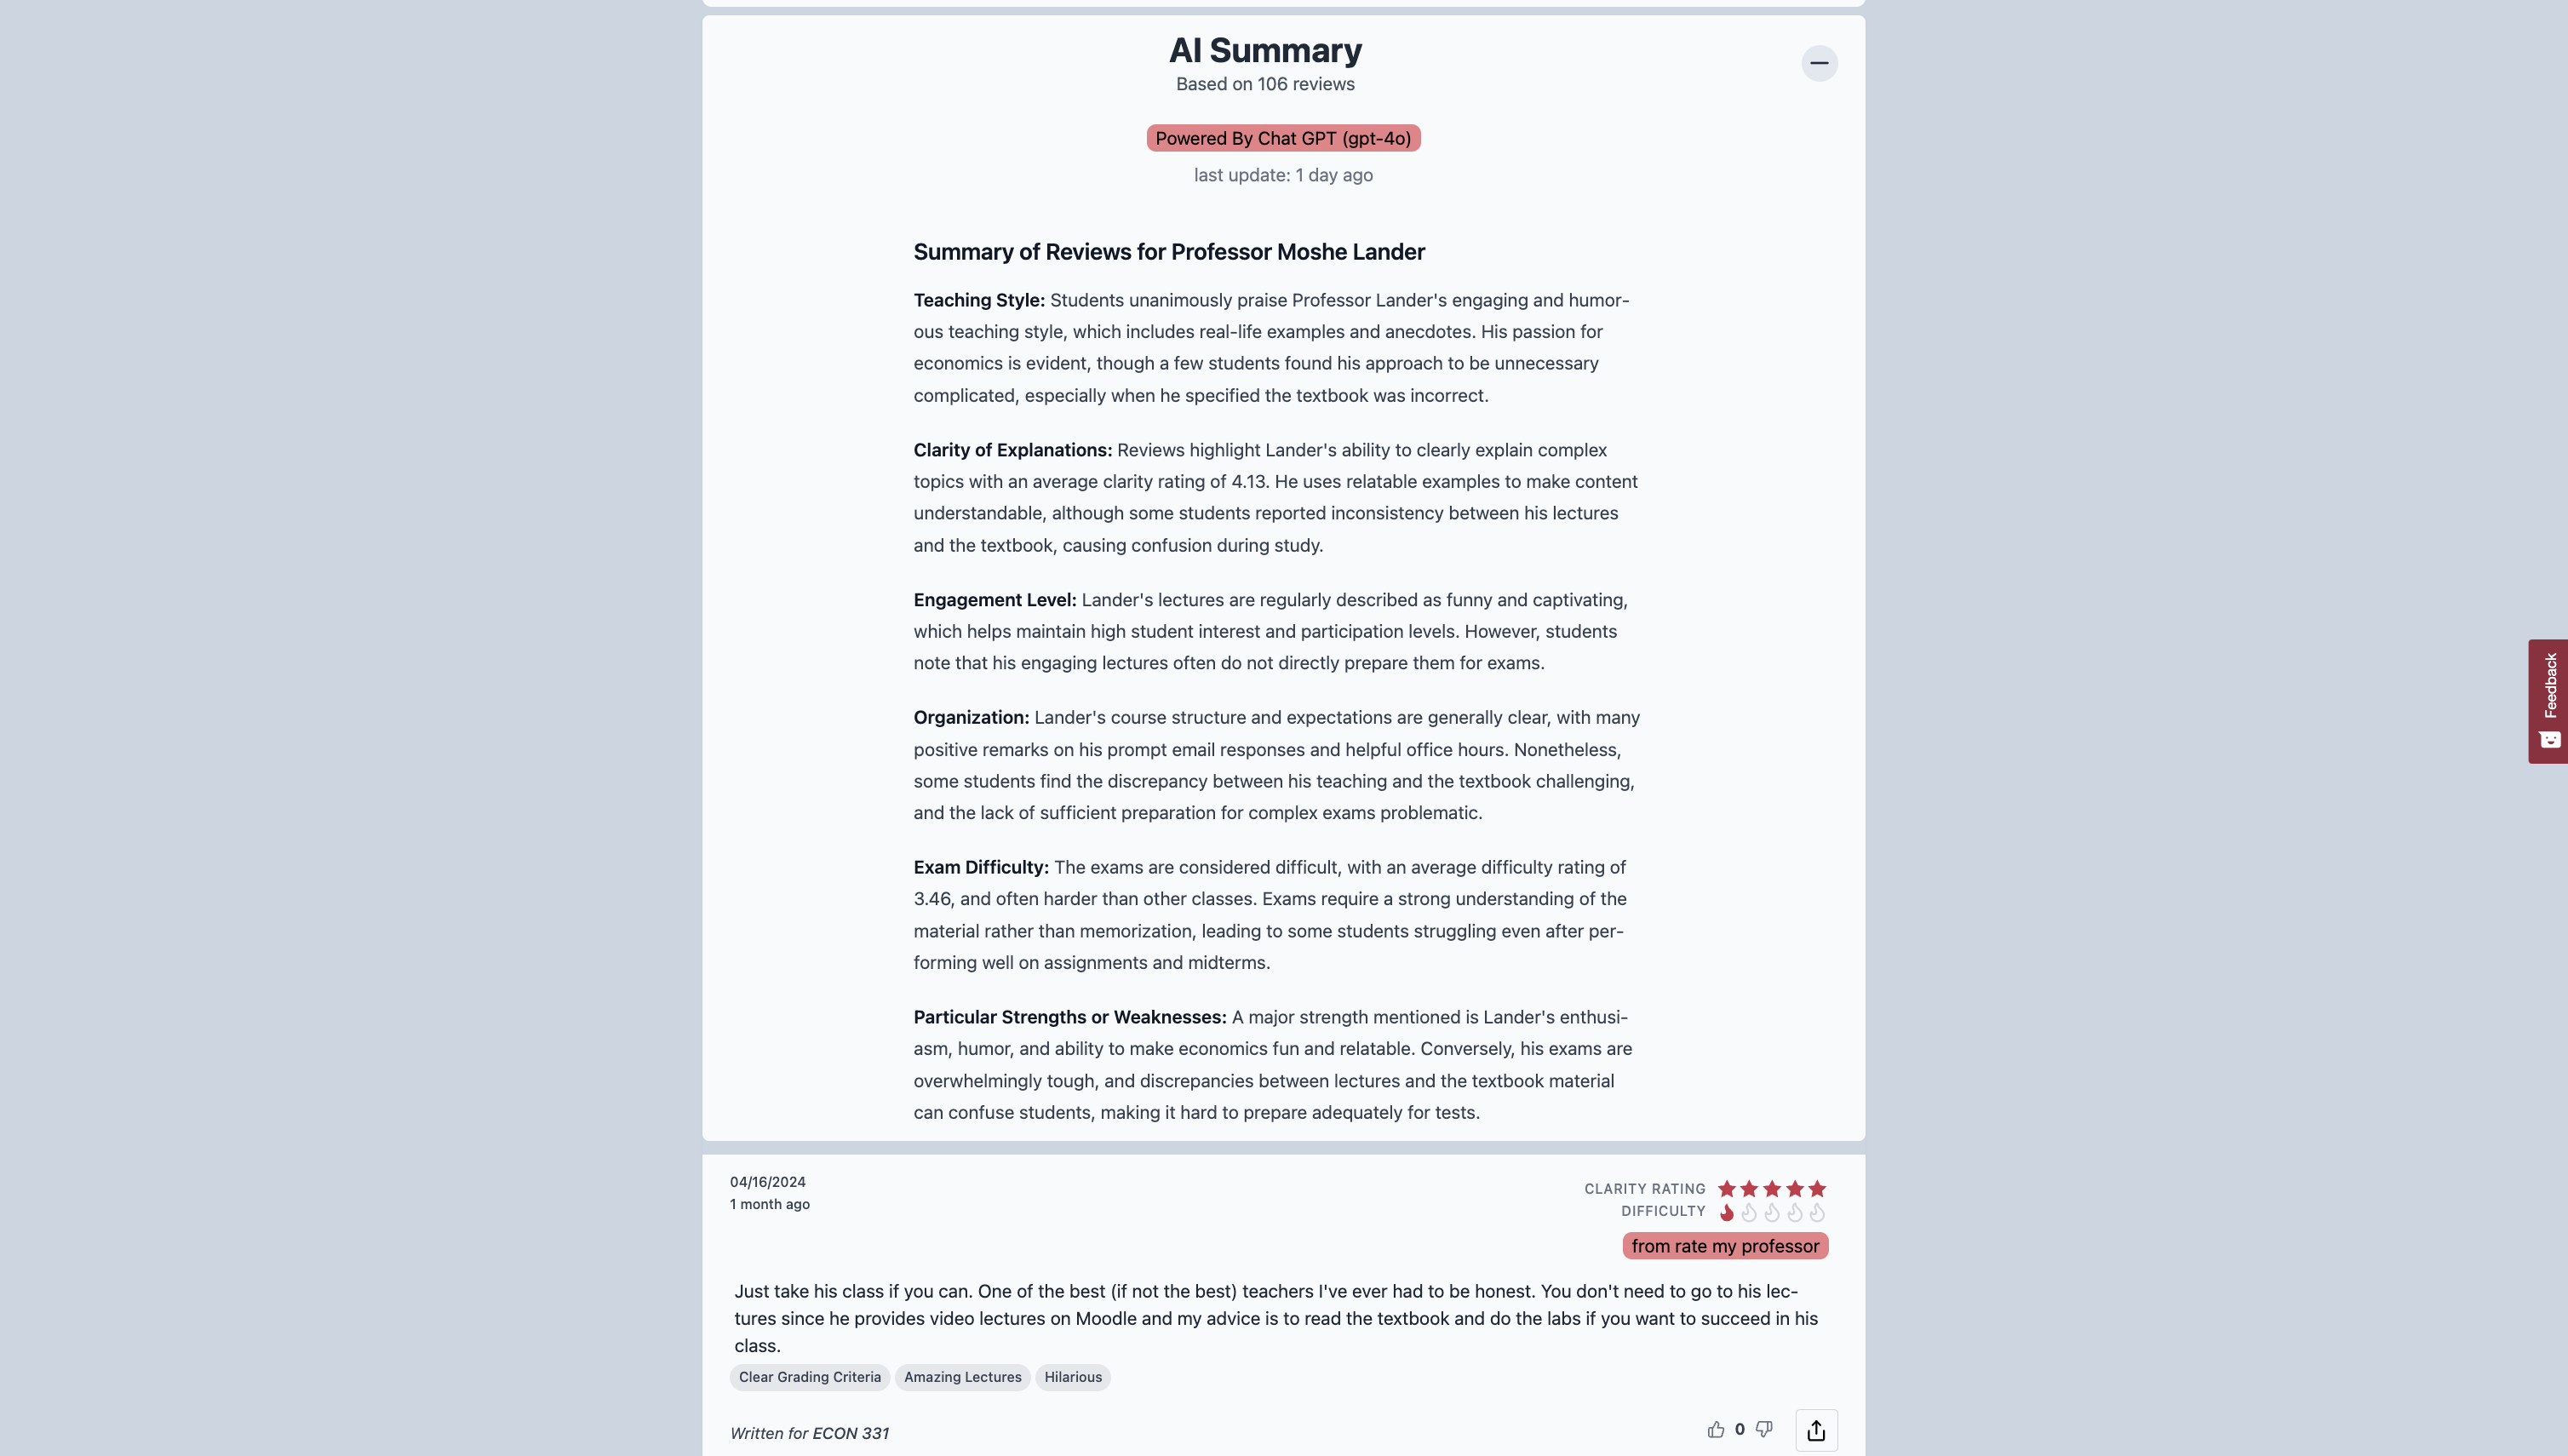 AI Summary
Based on 106 reviews
Powered By Chat GPT (gpt-4o)
last update: 1 day ago
Summary of Reviews for Professor Moshe Lander
Teaching Style: Students unanimously praise Professor Lander's engaging and humor-
ous teaching style, which includes real-life examples and anecdotes. His passion for
economics is evident, though a few students found his approach to be unnecessary
complicated, especially when he specified the textbook was incorrect.
Clarity of Explanations: Reviews highlight Lander's ability to clearly explain complex
topics with an average clarity rating of 4.13. He uses relatable examples to make content
understandable, although some students reported inconsistency between his lectures
and the textbook, causing confusion during study.
Engagement Level: Lander's lectures are regularly described as funny and captivating,
which helps maintain high student interest and participation levels. However, students
note that his engaging lectures often do not directly prepare them for exams.
Organization: Lander's course structure and expectations are generally clear, with many
positive remarks on his prompt email responses and helpful office hours. Nonetheless,
some students find the discrepancy between his teaching and the textbook challenging,
and the lack of sufficient preparation for complex exams problematic.
Exam Difficulty: The exams are considered difficult, with an average difficulty rating of
3.46, and often harder than other classes. Exams require a strong understanding of the
material rather than memorization, leading to some students struggling even after per-
forming well on assignments and midterms.
Particular Strengths or Weaknesses: A major strength mentioned is Lander's enthusi-
asm, humor, and ability to make economics fun and relatable. Conversely, his exams are
overwhelmingly tough, and discrepancies between lectures and the textbook material
can confuse students, making it hard to prepare adequately for tests.
Feedback
04/16/2024
1 month ago
CLARITY RATING
DIFFICULTY
from rate my professor
Just take his class if you can. One of the best (if not the best) teachers I've ever had to be honest. You don't need to go to his lec-
tures since he provides video lectures on Moodle and my advice is to read the textbook and do the labs if you want to succeed in his
class.
Clear Grading Criteria Amazing Lectures Hilarious
Written for ECON 331
0